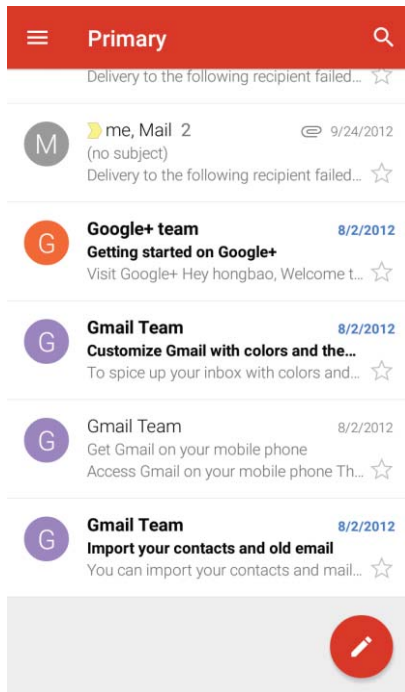 Primary
Delivery to the following recipient failed...
M
me, Mail 2 9/24/2012
(no subject)
Delivery to the following recipient failed...
G
Google+ team 8/2/2012
Getting started on Google+
Visit Google+ Hey hongbao, Welcome t...
G
Gmail Team 8/2/2012
Customize Gmail with colors and the...
To spice up your inbox with colors and...
G
Gmail Team 8/2/2012
Get Gmail on your mobile phone
Access Gmail on your mobile phone Th...
G
Gmail Team 8/2/2012
Import your contacts and old email
You can import your contacts and mail...